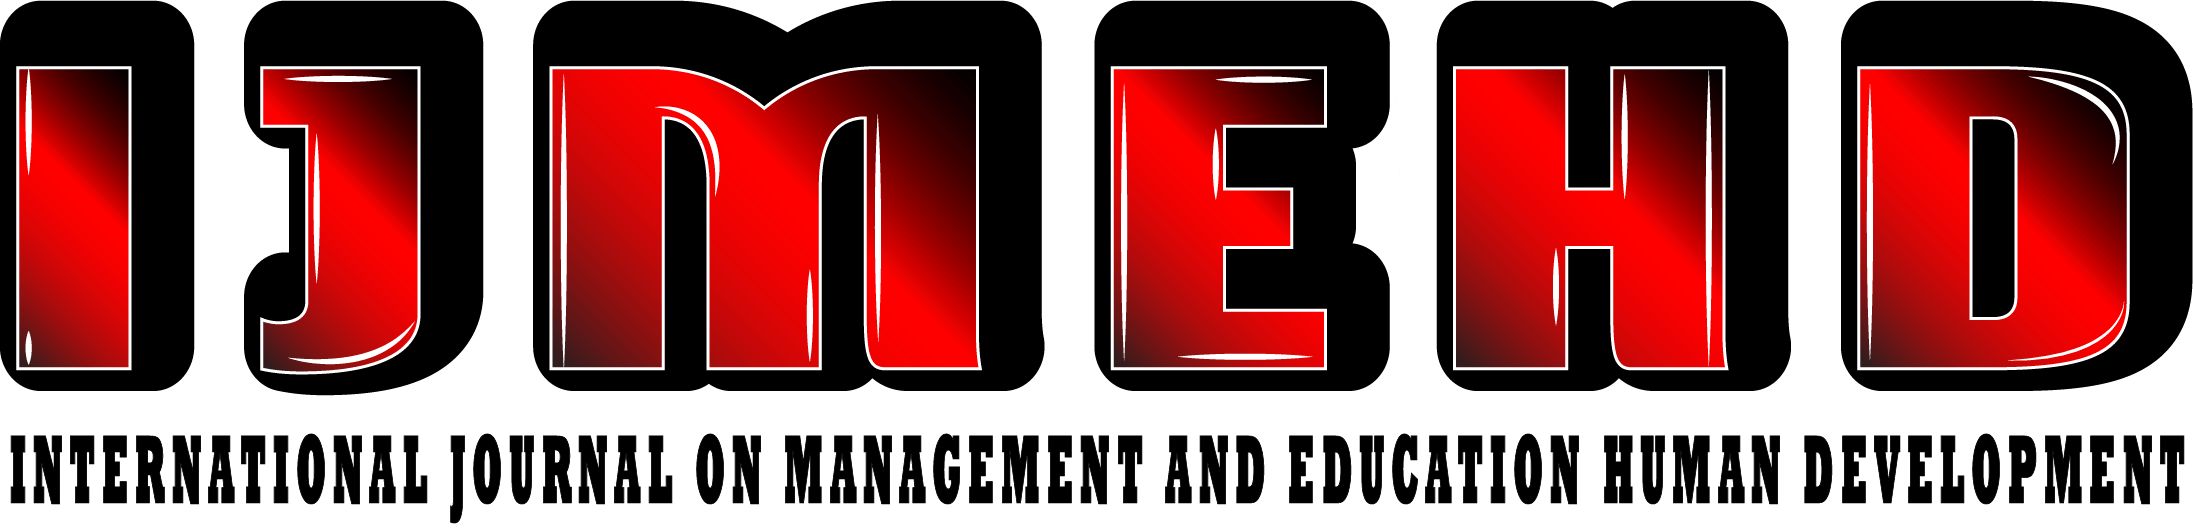 IJMEHD
INTERNATIONAL JOURNAL ON MANAGEMENT AND EDUCATION HUMAN DEVELOPMENT